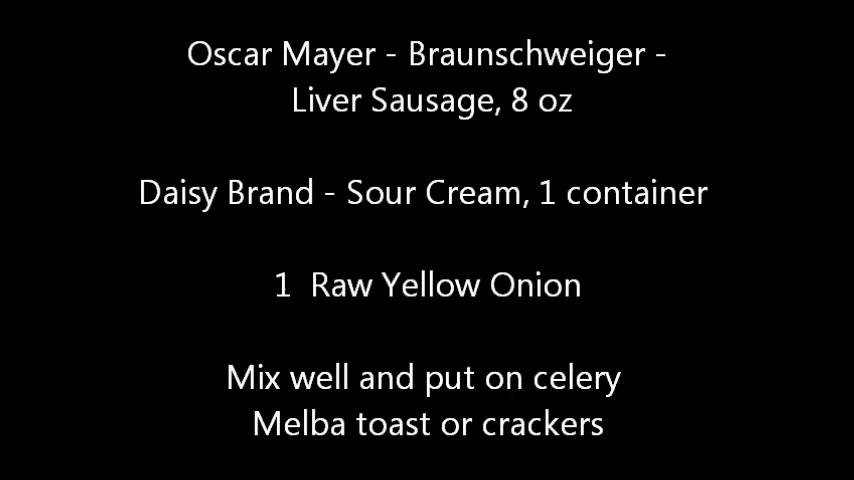 Oscar Mayer - Braunschweiger -
Liver Sausage, 8 oz
Daisy Brand - Sour Cream, 1 container
1  Raw Yellow Onion
Mix well and put on celery
Melba toast or crackers